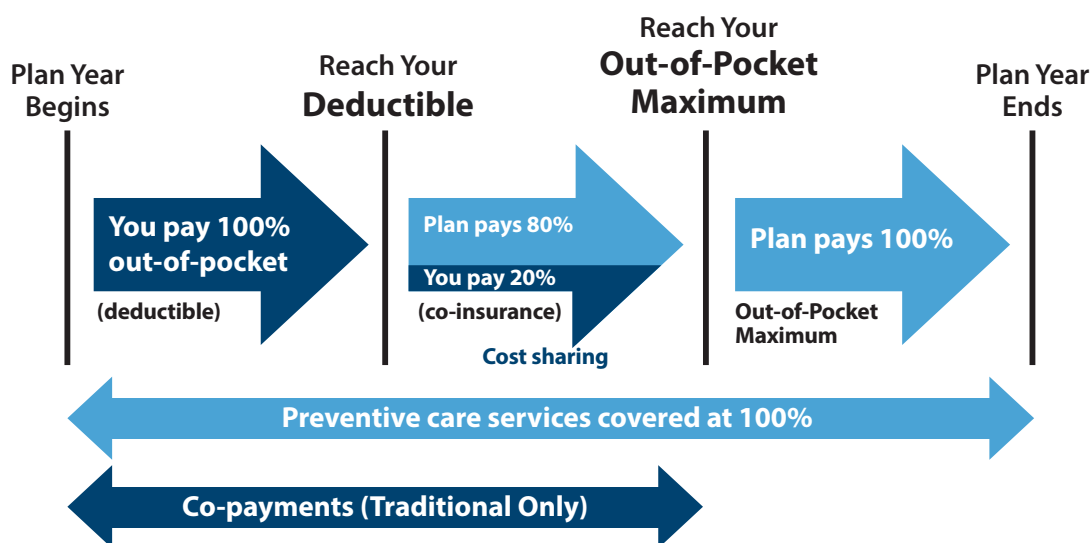 Plan Year
Begins
Reach Your
Deductible
Reach Your
Out-of-Pocket
Maximum
Plan Year
Ends
You pay 100%
out-of-pocket
(deductible)
Plan pays 80%
You pay 20%
(co-insurance)
Cost sharing
Plan pays 100%
Out-of-Pocket
Maximum
Preventive care services covered at 100%
Co-payments (Traditional Only)